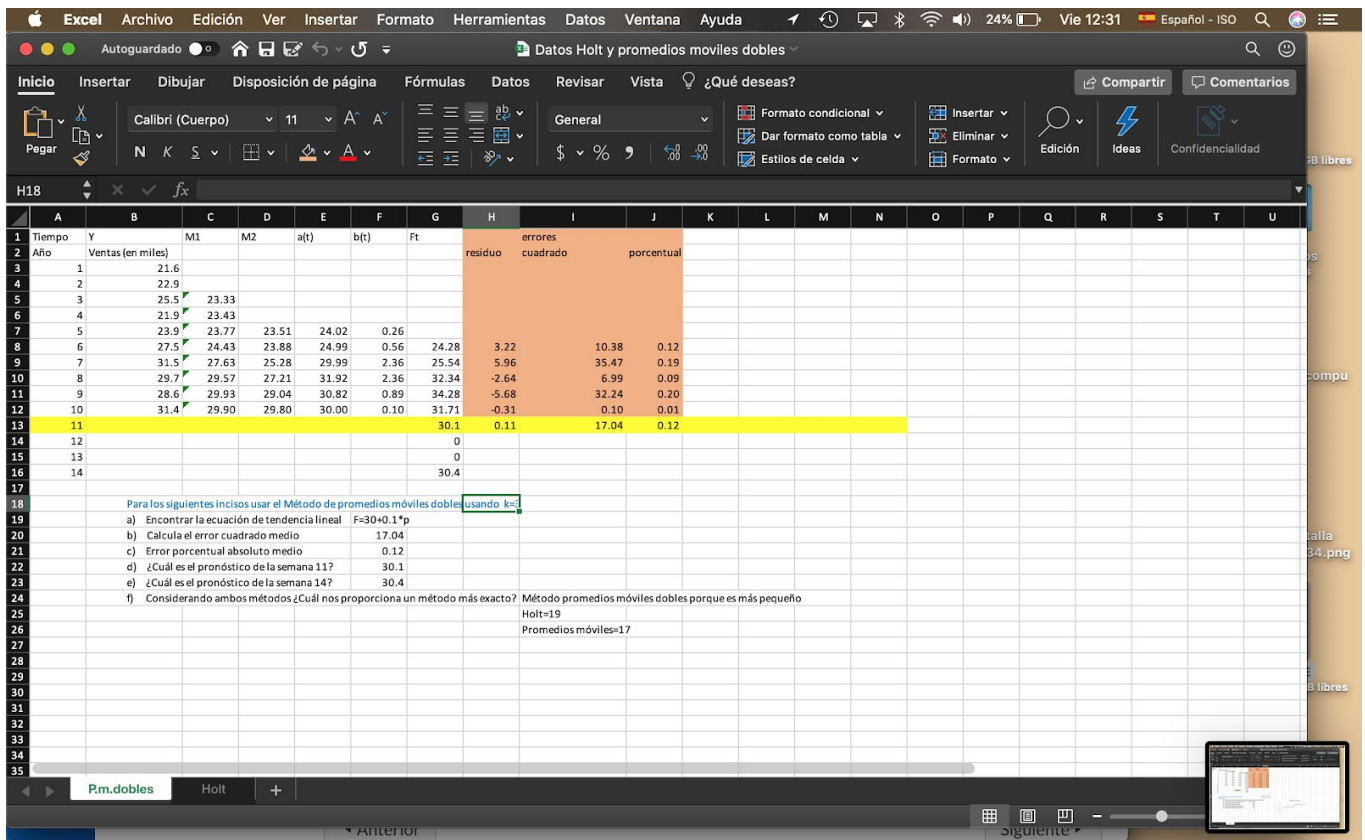 Excel Archivo Edición Ver Insertar Formato Herramientas Datos Ventana Ayuda 24% Vie 12:31 Español - ISO
Autoguardado Datos Holt y promedios moviles dobles
Inicio Insertar Dibujar Disposición de página Fórmulas Datos Revisar Vista ¿Qué deseas? Compartir Comentarios
Pegar Calibri (Cuerpo) 11 A^ A˅ ab General Formato condicional Insertar
N K S A $ % Dar formato como tabla Eliminar Edición Ideas Confidencialidad
Estilos de celda Formato
H18 fx
A B C D E F G H I J K L M N O P Q R S T U
1 Tiempo Y M1 M2 a(t) b(t) Ft errores
2 Año Ventas (en miles) residuo cuadrado porcentual
3 1 21.6
4 2 22.9
5 3 25.5 23.33
6 4 21.9 23.43
7 5 23.9 23.77 23.51 24.02 0.26
8 6 27.5 24.43 23.88 24.99 0.56 24.28 3.22 10.38 0.12
9 7 31.5 27.63 25.28 29.99 2.36 25.54 5.96 35.47 0.19
10 8 29.7 29.57 27.21 31.92 2.36 32.34 -2.64 6.99 0.09
11 9 28.6 29.93 29.04 30.82 0.89 34.28 -5.68 32.24 0.20
12 10 31.4 29.90 29.80 30.00 0.10 31.71 -0.31 0.10 0.01
13 11 30.1 0.11 17.04 0.12
14 12 0
15 13 0
16 14 30.4
17
18 Para los siguientes incisos usar el Método de promedios móviles dobles usando k=
19 a) Encontrar la ecuación de tendencia lineal F=30+0.1*p
20 b) Calcula el error cuadrado medio 17.04
21 c) Error porcentual absoluto medio 0.12
22 d) ¿Cuál es el pronóstico de la semana 11? 30.1
23 e) ¿Cuál es el pronóstico de la semana 14? 30.4
24 f) Considerando ambos métodos ¿Cuál nos proporciona un método más exacto? Método promedios móviles dobles porque es más pequeño
25 Holt=19
26 Promedios móviles=17
27
28
29
30
31
32
33
34
35
P.m.dobles Holt +
Anterior Siguiente
GB libres
compu
talla
34.png
B libres